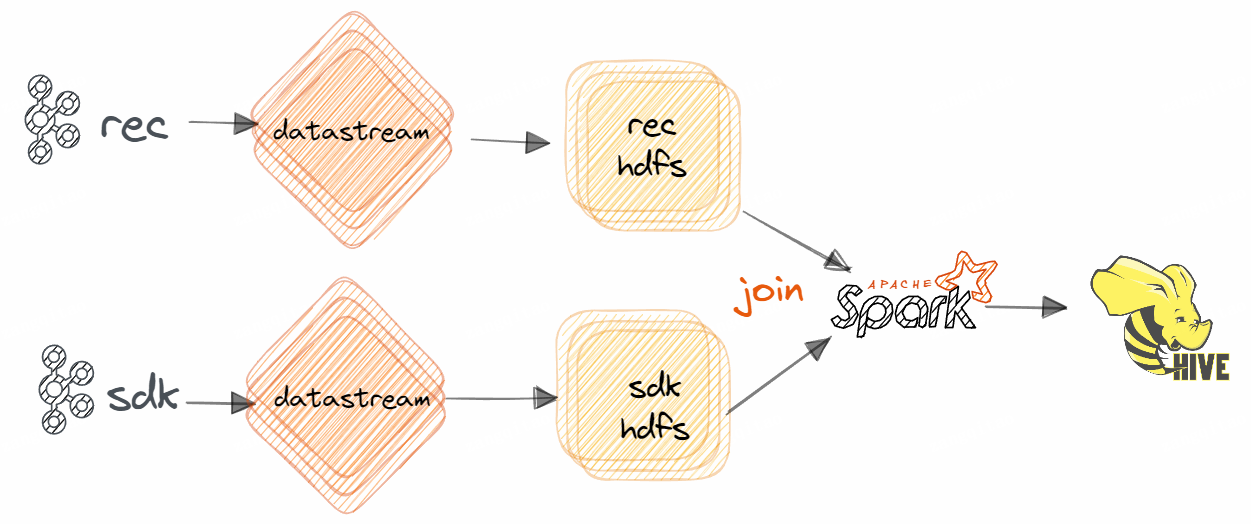 rec
datastream
rec
hdfs
join
APACHE
Spark
HIVE
sdk
datastream
sdk
hdfs